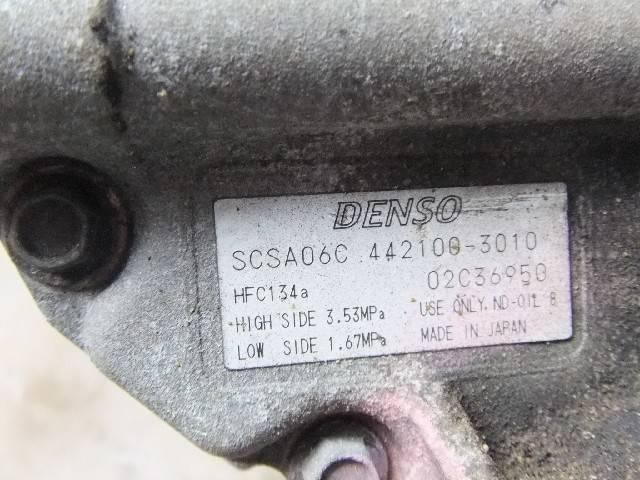 DENSO
SCSA06C 442100-3010
02C36950
HFC134a
HIGH SIDE 3.53MPa USE ONLY.ND-OIL 8
LOW SIDE 1.67MPa MADE IN JAPAN